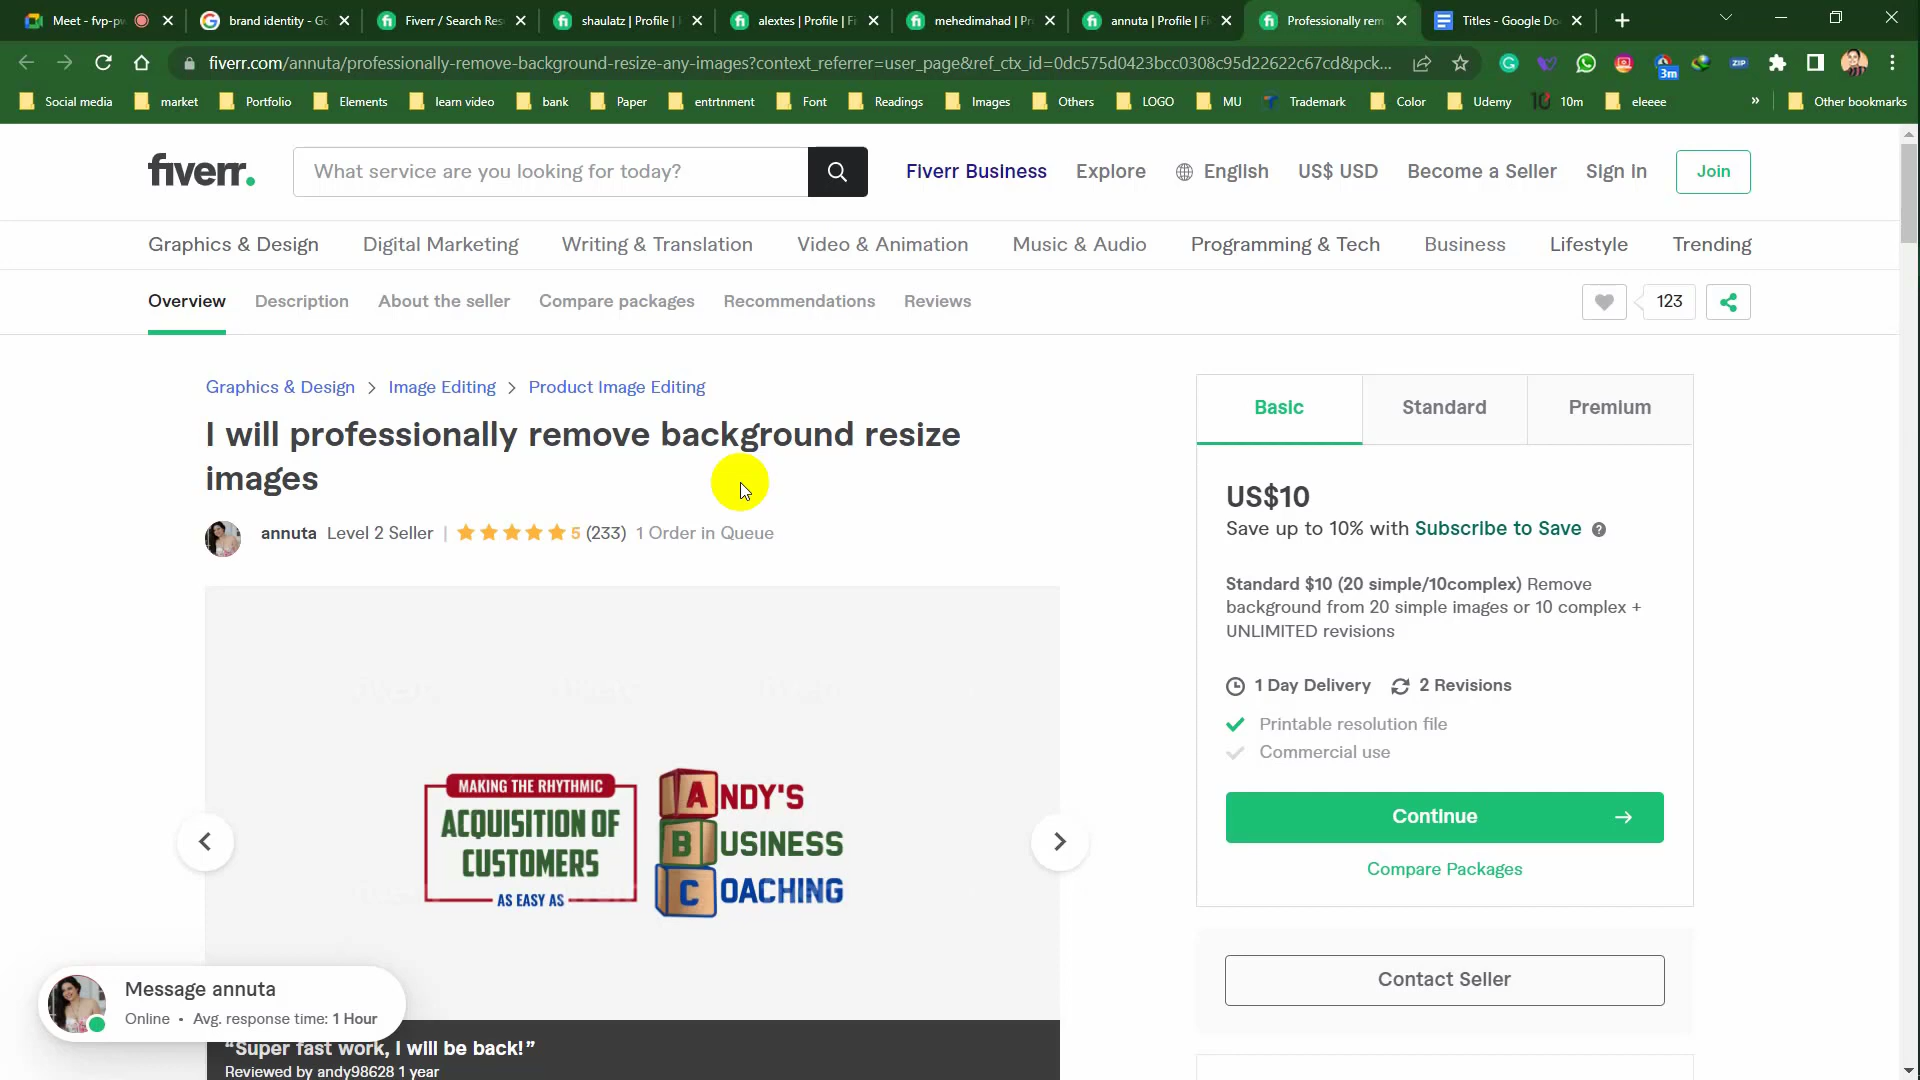 Meet - fvp-pw
brand identity - Go
Fiverr / Search Res
shaulatz | Profile |
alextes | Profile | Fi
mehedimahad | Pr
annuta | Profile | Fi
Professionally rem
Titles - Google Do
fiverr.com/annuta/professionally-remove-background-resize-any-images?context_referrer=user_page&ref_ctx_id=0dc575d0423bcc0308c95d22622c67cd&pck...
3m
ZIP
Social media
market
Portfolio
Elements
learn video
bank
Paper
entrtnment
Font
Readings
Images
Others
LOGO
MU
Trademark
Color
Udemy
10m
eleeee
»
Other bookmarks
fiverr.
What service are you looking for today?
Fiverr Business
Explore
English
US$ USD
Become a Seller
Sign In
Join
Graphics & Design
Digital Marketing
Writing & Translation
Video & Animation
Music & Audio
Programming & Tech
Business
Lifestyle
Trending
Overview
Description
About the seller
Compare packages
Recommendations
Reviews
123
Graphics & Design > Image Editing > Product Image Editing
I will professionally remove background resize
images
annuta Level 2 Seller | 5 (233) 1 Order in Queue
MAKING THE RHYTHMIC
ACQUISITION OF
CUSTOMERS
AS EASY AS
ANDY'S
BUSINESS
COACHING
"Super fast work, I will be back!"
Reviewed by andy98628 1 year
Message annuta
Online • Avg. response time: 1 Hour
Basic
Standard
Premium
US$10
Save up to 10% with Subscribe to Save ?
Standard $10 (20 simple/10complex) Remove
background from 20 simple images or 10 complex +
UNLIMITED revisions
1 Day Delivery
2 Revisions
Printable resolution file
Commercial use
Continue
Compare Packages
Contact Seller